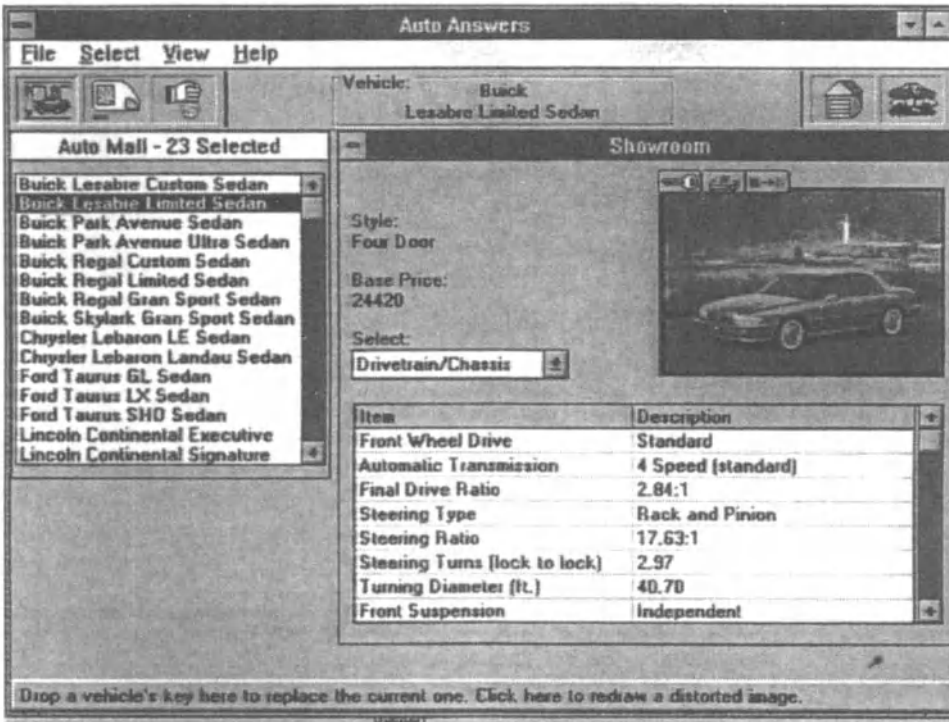 Auto Answers
File Select View Help
Vehicle:
Buick
Lesabre Limited Sedan
Auto Mall - 23 Selected
Buick Lesabre Custom Sedan
Buick Lesabre Limited Sedan
Buick Park Avenue Sedan
Buick Park Avenue Ultra Sedan
Buick Regal Custom Sedan
Buick Regal Limited Sedan
Buick Regal Gran Sport Sedan
Buick Skylark Gran Sport Sedan
Chrysler Lebaron LE Sedan
Chrysler Lebaron Landau Sedan
Ford Taurus GL Sedan
Ford Taurus LX Sedan
Ford Taurus SHO Sedan
Lincoln Continental Executive
Lincoln Continental Signature
Showroom
Style:
Four Door
Base Price:
24420
Select:
Drivetrain/Chassis
Item Description
Front Wheel Drive Standard
Automatic Transmission 4 Speed (standard)
Final Drive Ratio 2.84:1
Steering Type Rack and Pinion
Steering Ratio 17.63:1
Steering Turns (lock to lock) 2.97
Turning Diameter (ft.) 40.70
Front Suspension Independent
Drop a vehicle's key here to replace the current one. Click here to redraw a distorted image.